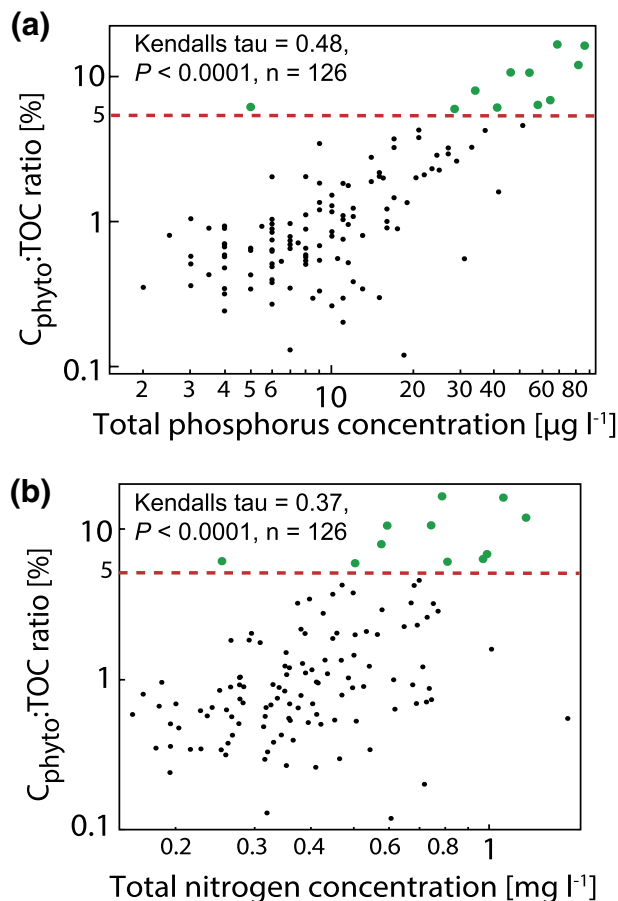 (a)
Kendalls tau = 0.48,
P < 0.0001, n = 126
10
5
1
0.1
C_phyto:TOC ratio [%]
2 3 4 5 6 10 20 30 40 60 80
Total phosphorus concentration [µg l⁻¹]
(b)
Kendalls tau = 0.37,
P < 0.0001, n = 126
10
5
1
0.1
C_phyto:TOC ratio [%]
0.2 0.3 0.4 0.6 0.8 1
Total nitrogen concentration [mg l⁻¹]